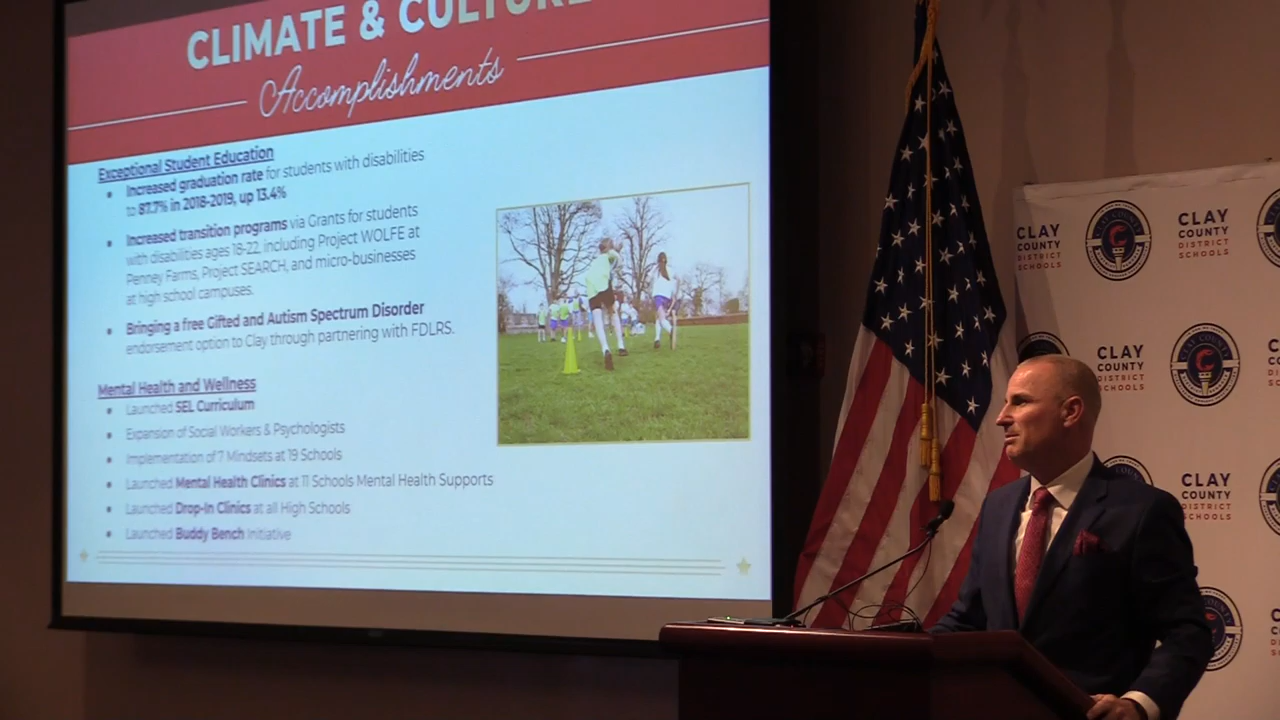 CLIMATE & CULTURE
Accomplishments
Exceptional Student Education
Increased graduation rate for students with disabilities
to 87.7% in 2018-2019, up 13.4%
Increased transition programs via Grants for students
with disabilities ages 18-22, including Project WOLFE at
Penney Farms, Project SEARCH, and micro-businesses
at high school campuses.
Bringing a free Gifted and Autism Spectrum Disorder
endorsement option to Clay through partnering with FDLRS.
Mental Health and Wellness
Launched SEL Curriculum
Expansion of Social Workers & Psychologists
Implementation of 7 Mindsets at 19 Schools
Launched Mental Health Clinics at 11 Schools Mental Health Supports
Launched Drop-In Clinics at all High Schools
Launched Buddy Bench Initiative
CLAY
COUNTY
DISTRICT
SCHOOLS
CLAY
COUNTY
DISTRICT
SCHOOLS
CLAY
COUNTY
DISTRICT
SCHOOLS
CLAY
COUNTY
DISTRICT
SCHOOLS